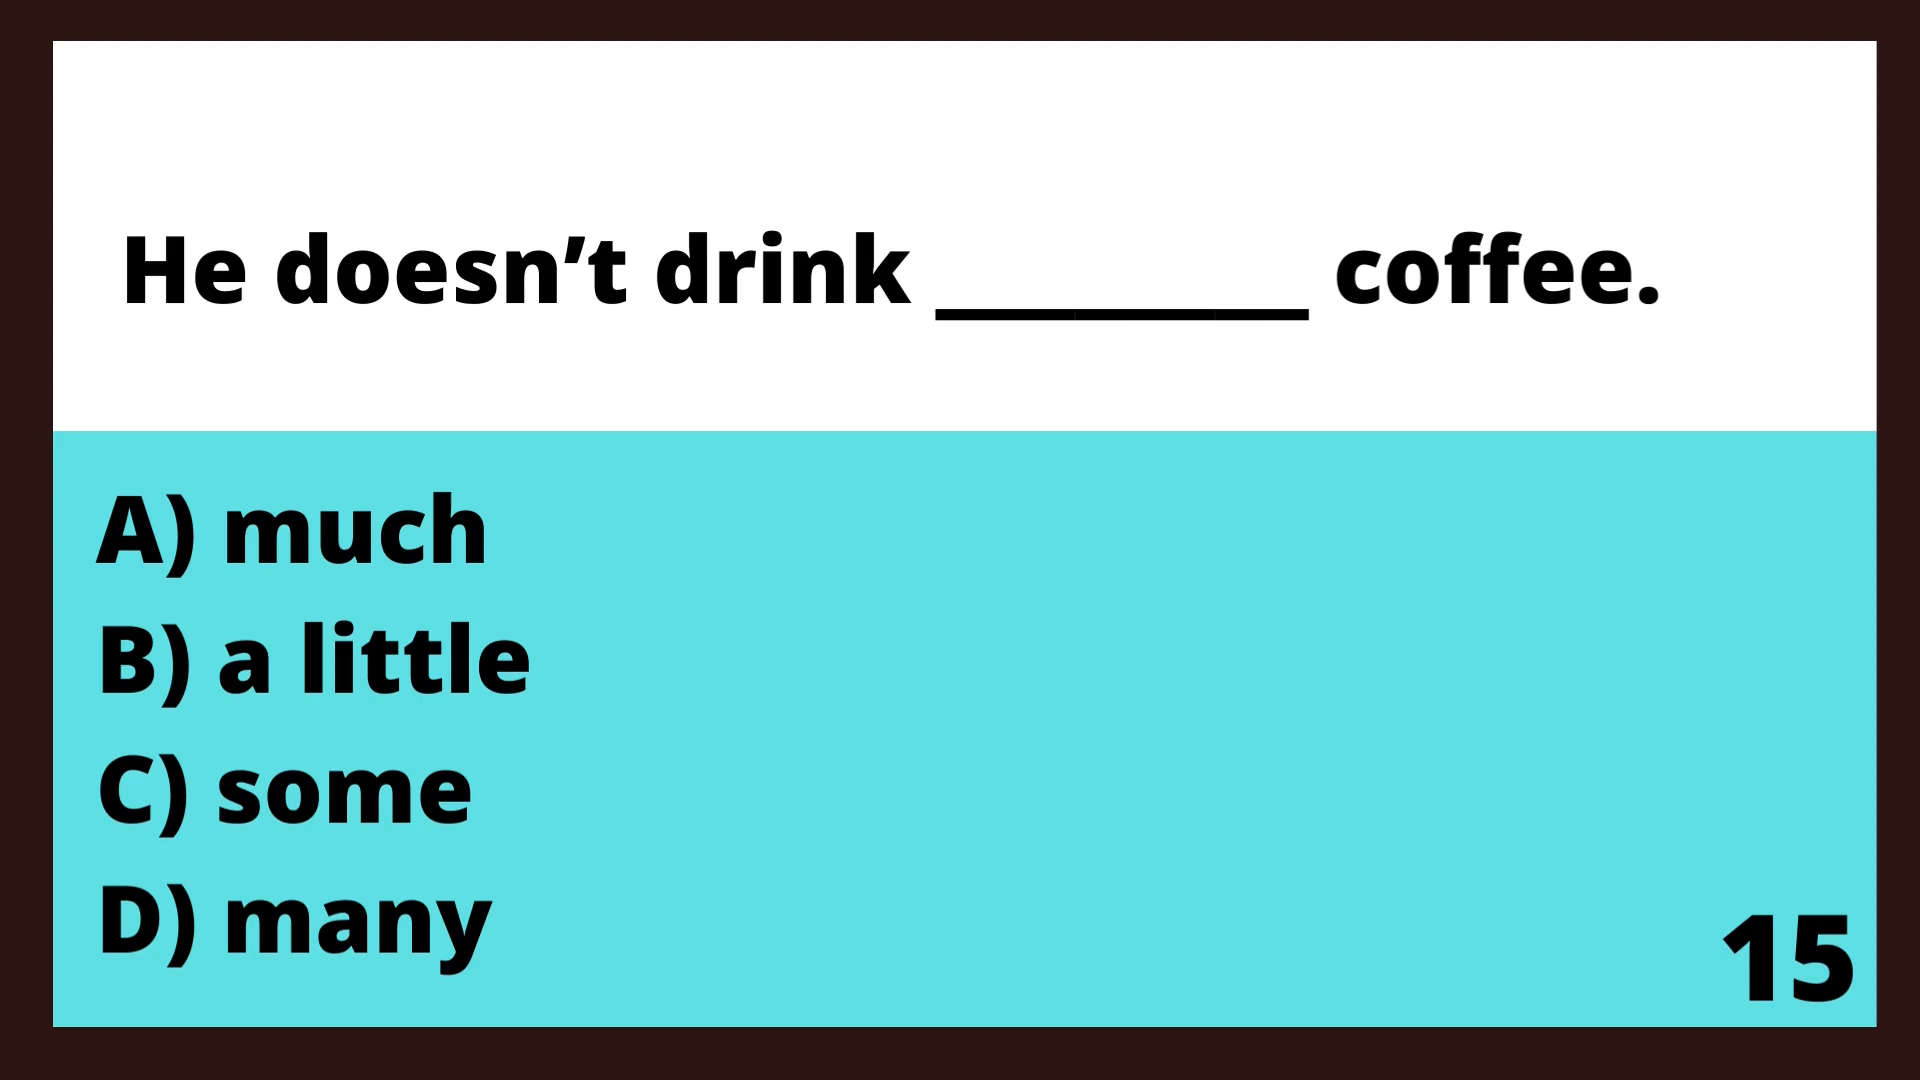 He doesn’t drink ________ coffee.
A) much
B) a little
C) some
D) many
15